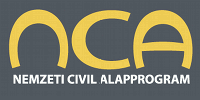 NCA
NEMZETI CIVIL ALAPPROGRAM